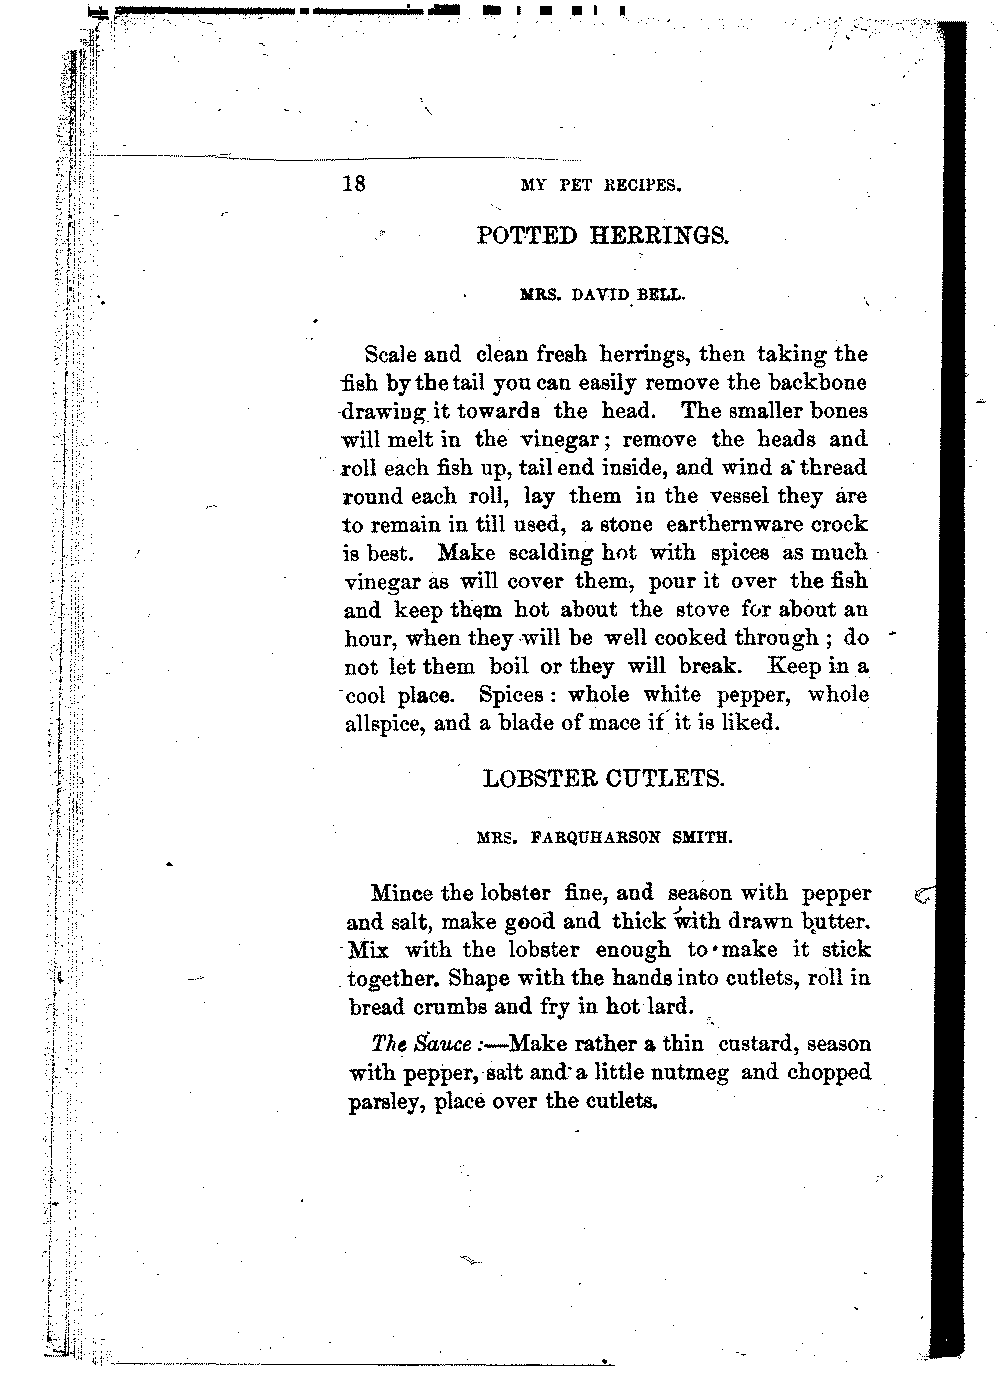 18 MY PET RECIPES.
POTTED HERRINGS.
MRS. DAVID BELL.
Scale and clean fresh herrings, then taking the
fish by the tail you can easily remove the backbone
drawing it towards the head. The smaller bones
will melt in the vinegar; remove the heads and
roll each fish up, tail end inside, and wind a thread
round each roll, lay them in the vessel they are
to remain in till used, a stone earthernware crock
is best. Make scalding hot with spices as much
vinegar as will cover them, pour it over the fish
and keep them hot about the stove for about an
hour, when they will be well cooked through; do
not let them boil or they will break. Keep in a
cool place. Spices: whole white pepper, whole
allspice, and a blade of mace if it is liked.
LOBSTER CUTLETS.
MRS. FARQUHARSON SMITH.
Mince the lobster fine, and season with pepper
and salt, make good and thick with drawn butter.
Mix with the lobster enough to make it stick
together. Shape with the hands into cutlets, roll in
bread crumbs and fry in hot lard.
The Sauce:—Make rather a thin custard, season
with pepper, salt and a little nutmeg and chopped
parsley, place over the cutlets.